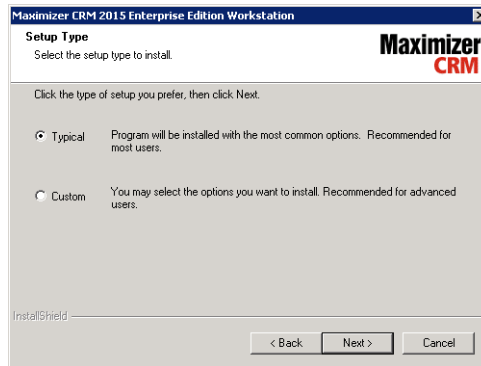 Maximizer CRM 2015 Enterprise Edition Workstation
Setup Type
Select the setup type to install.
Maximizer
CRM
Click the type of setup you prefer, then click Next.
Typical
Program will be installed with the most common options. Recommended for
most users.
Custom
You may select the options you want to install. Recommended for advanced
users.
InstallShield
< Back
Next >
Cancel